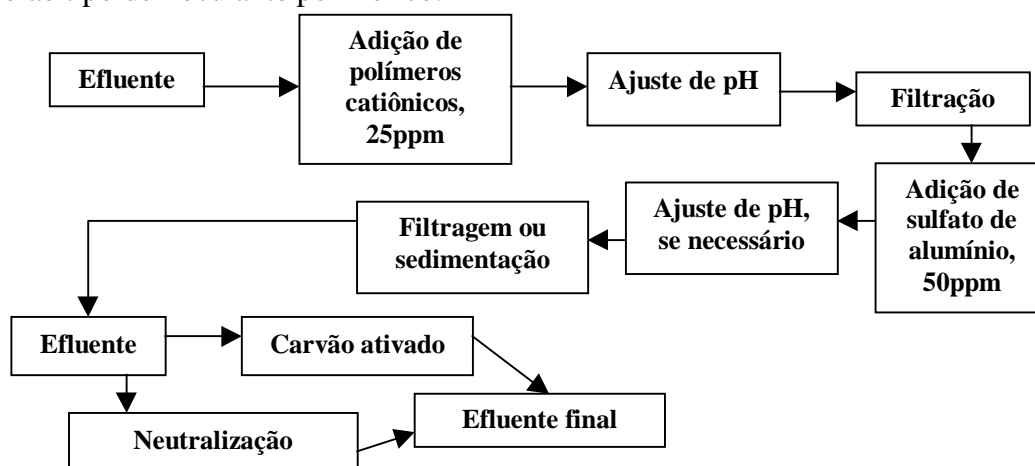 Efluente
Adição de
polímeros
catiônicos,
25ppm
Ajuste de pH
Filtração
Adição de
sulfato de
alumínio,
50ppm
Ajuste de pH,
se necessário
Filtragem ou
sedimentação
Efluente
Carvão ativado
Efluente final
Neutralização